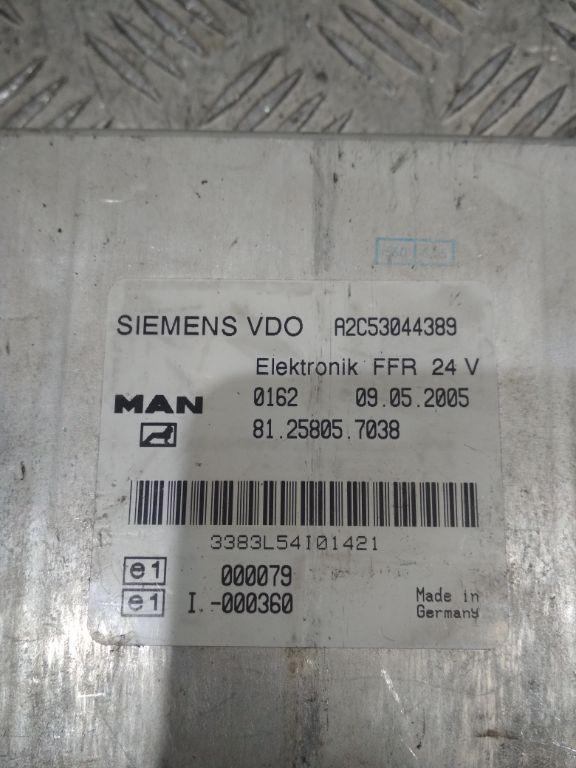 SIEMENS VDO A2C53044389
Elektronik FFR 24 V
MAN 0162 09.05.2005
81.25805.7038
3383L54I01421
e1 000079
e1 I.-000360
Made in
Germany